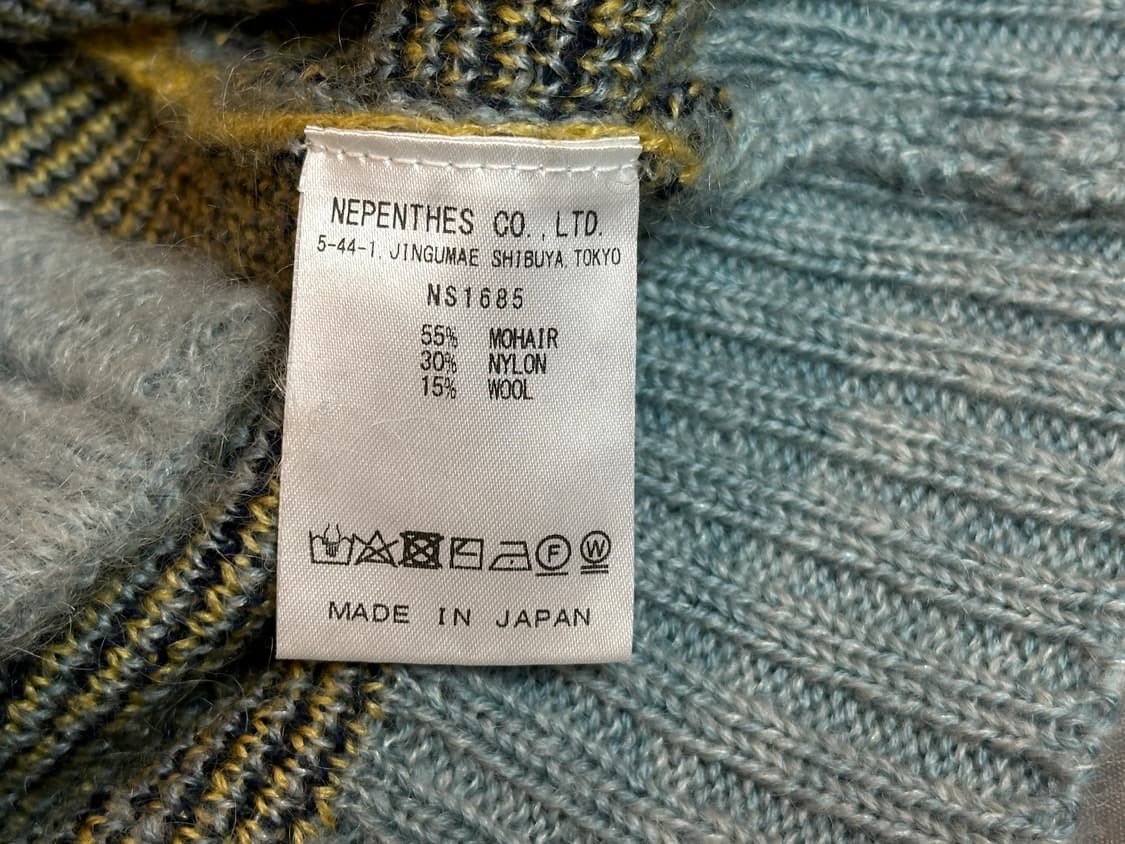 NEPENTHES CO., LTD.
5-44-1, JINGUMAE SHIBUYA, TOKYO
NS1685
55% MOHAIR
30% NYLON
15% WOOL
F W
MADE IN JAPAN